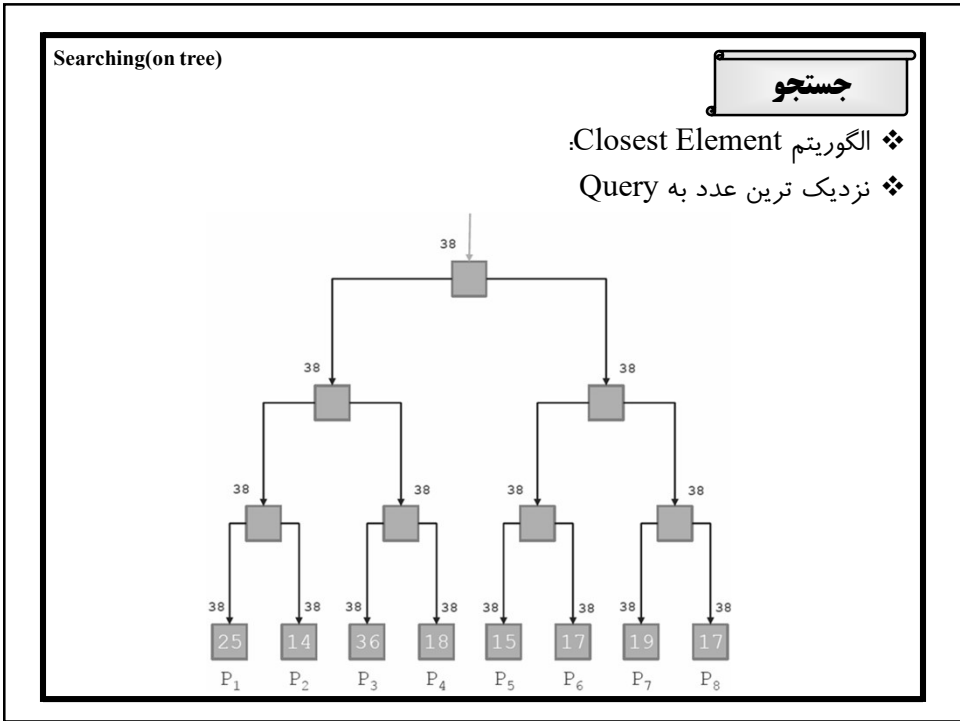 Searching(on tree)
جستجو
❖ الگوریتم Closest Element:
❖ نزدیک ترین عدد به Query
38
38 38
38 38 38 38
38 38 38 38 38 38 38 38
25 14 36 18 15 17 19 17
P₁ P₂ P₃ P₄ P₅ P₆ P₇ P₈